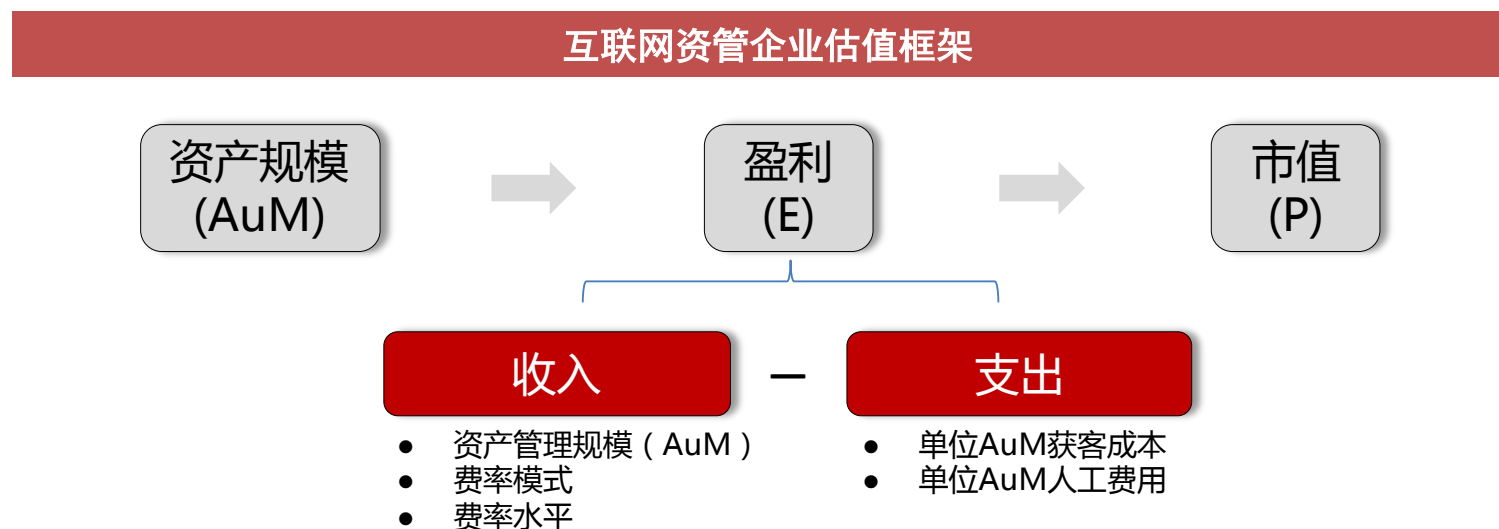 互联网资管企业估值框架
资产规模
(AuM)
盈利
(E)
市值
(P)
收入
—
支出
● 资产管理规模（AuM）
● 费率模式
● 费率水平
● 单位AuM获客成本
● 单位AuM人工费用